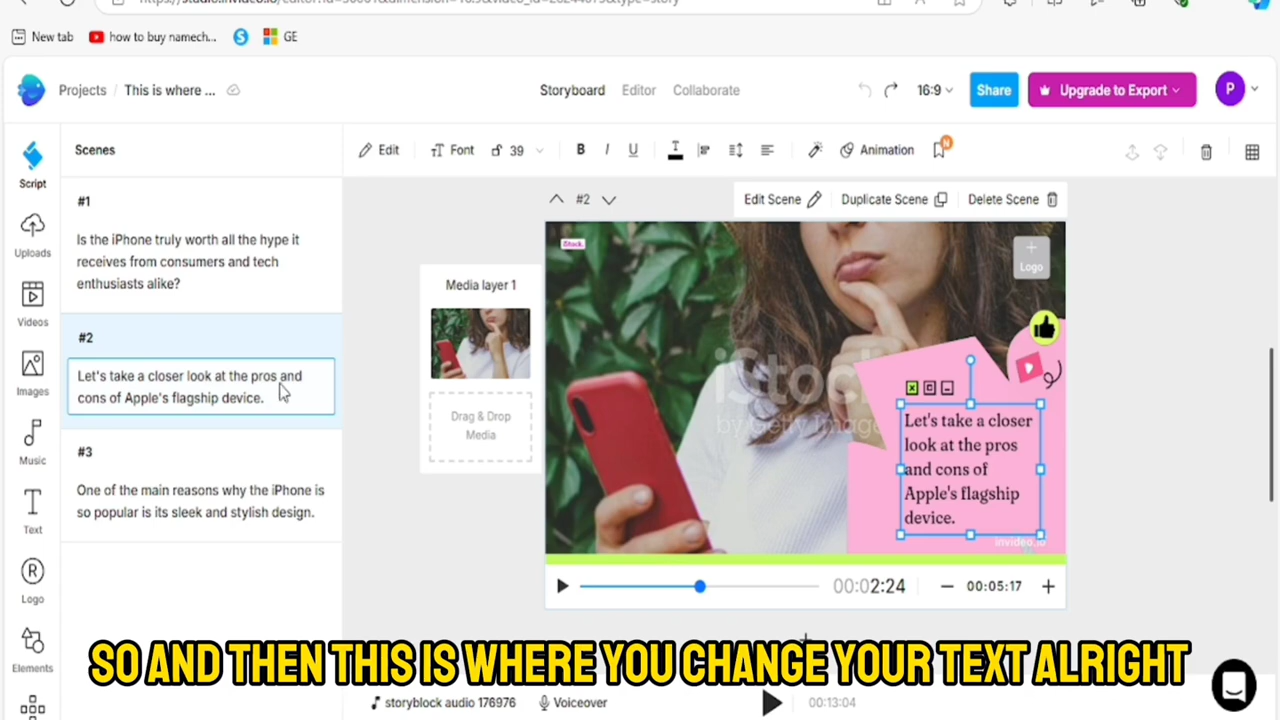 New tab
how to buy namech...
GE
Projects / This is where ...
Storyboard
Editor
Collaborate
16:9
Share
Upgrade to Export
P
Script
Uploads
Videos
Images
Music
Text
Logo
Elements
Scenes
#1
Is the iPhone truly worth all the hype it
receives from consumers and tech
enthusiasts alike?
#2
Let's take a closer look at the pros and
cons of Apple's flagship device.
#3
One of the main reasons why the iPhone is
so popular is its sleek and stylish design.
Edit
Font
39
B
I
U
Animation
N
#2
Edit Scene
Duplicate Scene
Delete Scene
Media layer 1
Drag & Drop
Media
iStock
+
Logo
iStock
by Getty Images
Let's take a closer
look at the pros
and cons of
Apple's flagship
device.
invideo.io
00:02:24
00:05:17
SO AND THEN THIS IS WHERE YOU CHANGE YOUR TEXT ALRIGHT
storyblock audio 176976
Voiceover
00:13:04